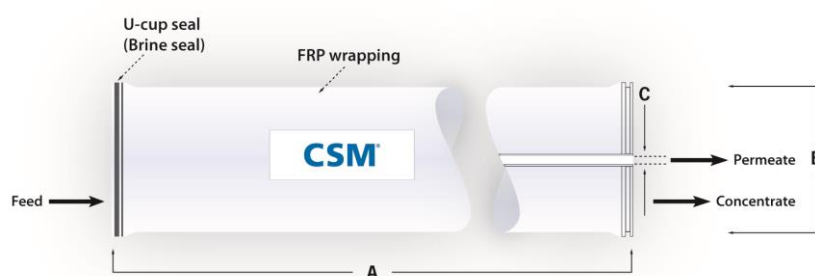 U-cup seal
(Brine seal)
FRP wrapping
C
CSM
Permeate
B
Feed
Concentrate
A